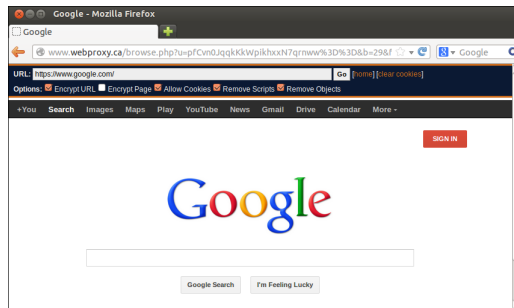 Google - Mozilla Firefox
Google
www.webproxy.ca/browse.php?u=pfCvn0JqqkKkWpikhxxN7qrnww%3D%3D&b=29&f
Google
URL: https://www.google.com/ Go [home] [clear cookies]
Options: Encrypt URL Encrypt Page Allow Cookies Remove Scripts Remove Objects
+You Search Images Maps Play YouTube News Gmail Drive Calendar More
SIGN IN
Google
Google Search I'm Feeling Lucky